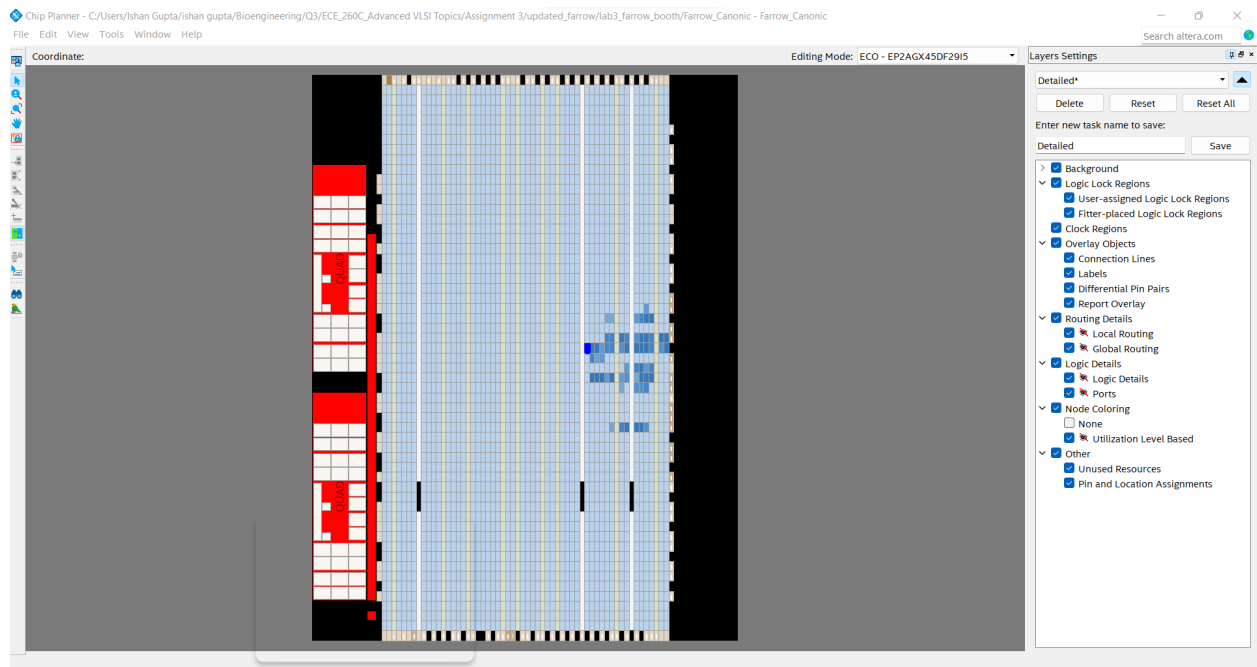 Chip Planner - C:/Users/Ishan Gupta/ishan gupta/Bioengineering/Q3/ECE_260C_Advanced VLSI Topics/Assignment 3/updated_farrow/lab3_farrow_booth/Farrow_Canonic - Farrow_Canonic
File Edit View Tools Window Help
Search altera.com
Coordinate:
Editing Mode: ECO - EP2AGX45DF29I5
Layers Settings
Detailed*
Delete Reset Reset All
Enter new task name to save:
Detailed Save
Background
Logic Lock Regions
User-assigned Logic Lock Regions
Fitter-placed Logic Lock Regions
Clock Regions
Overlay Objects
Connection Lines
Labels
Differential Pin Pairs
Report Overlay
Routing Details
Local Routing
Global Routing
Logic Details
Logic Details
Ports
Node Coloring
None
Utilization Level Based
Other
Unused Resources
Pin and Location Assignments
QUAD
QUAD